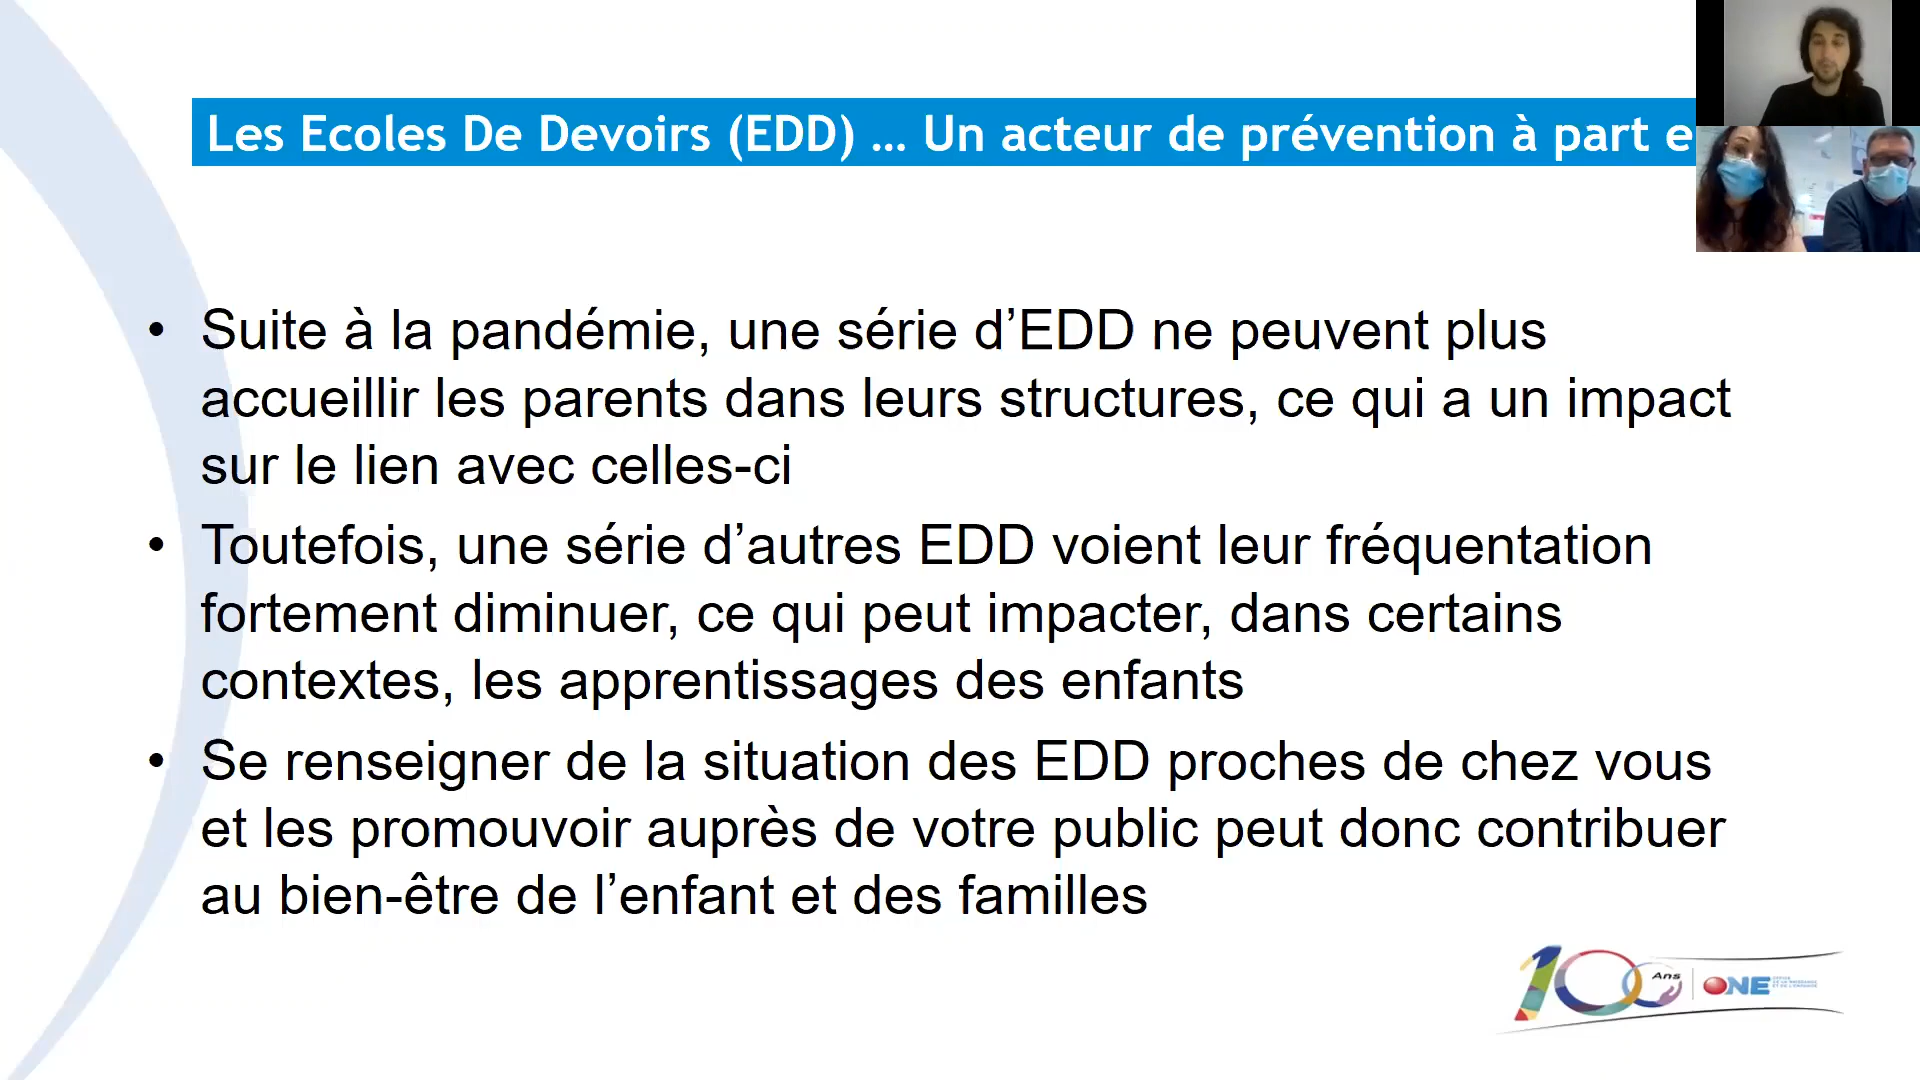 Les Ecoles De Devoirs (EDD) … Un acteur de prévention à part e
• Suite à la pandémie, une série d’EDD ne peuvent plus
accueillir les parents dans leurs structures, ce qui a un impact
sur le lien avec celles-ci
• Toutefois, une série d’autres EDD voient leur fréquentation
fortement diminuer, ce qui peut impacter, dans certains
contextes, les apprentissages des enfants
• Se renseigner de la situation des EDD proches de chez vous
et les promouvoir auprès de votre public peut donc contribuer
au bien-être de l’enfant et des familles
100 Ans
ONE